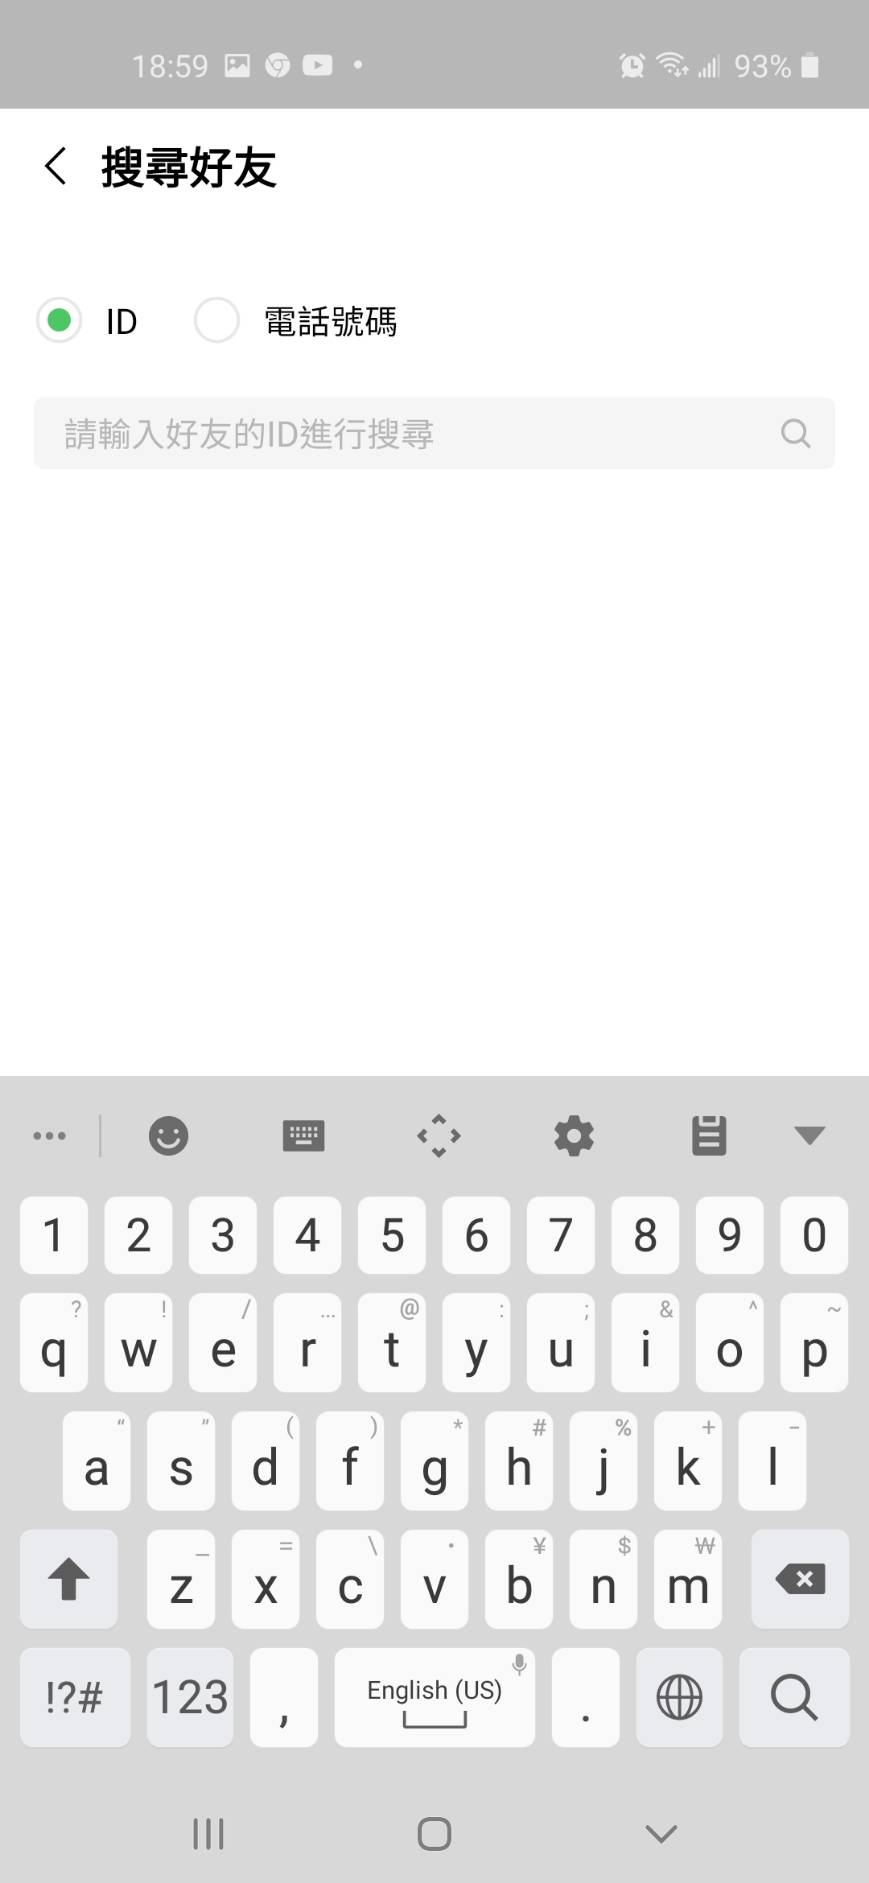 18:59 93%
搜尋好友
ID 電話號碼
請輸入好友的ID進行搜尋
1 2 3 4 5 6 7 8 9 0
? ! / ... @ : ; & ^ ~
q w e r t y u i o p
“ ” ( ) * # % + -
a s d f g h j k l
_ = \ · ¥ $ ₩
z x c v b n m
!?# 123 , English (US) .